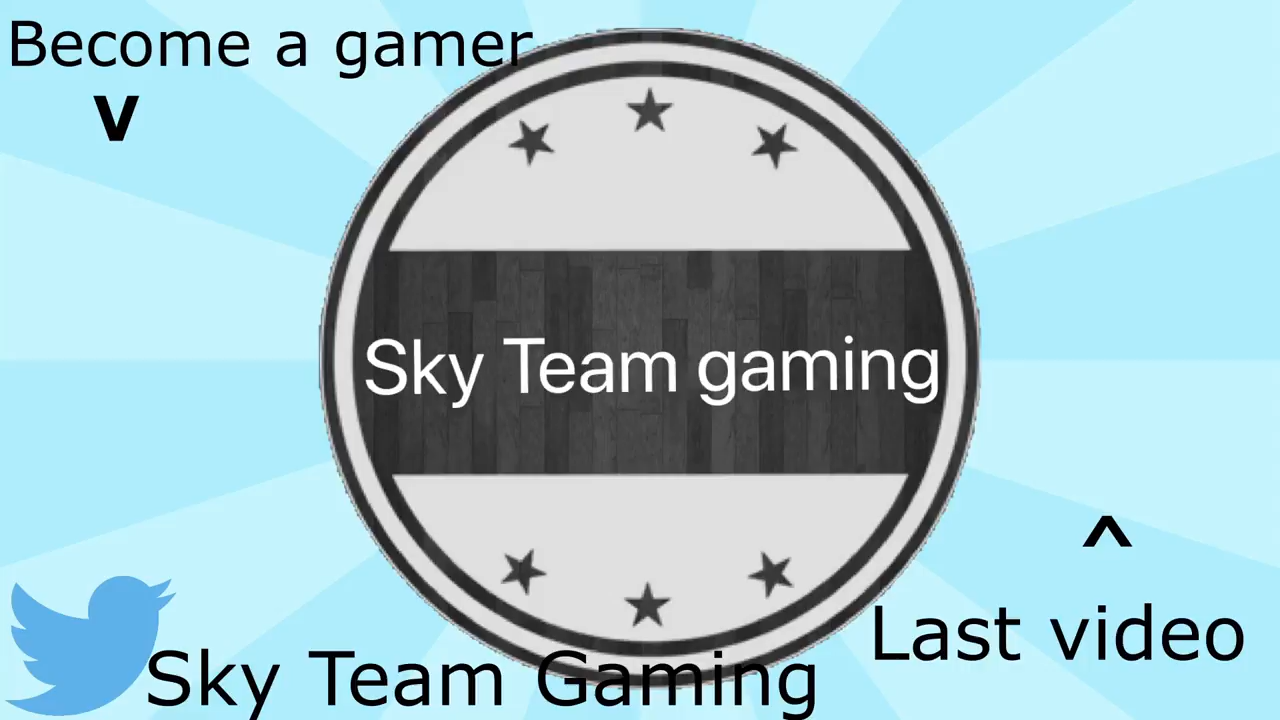 Become a gamer
v
Sky Team gaming
^
Last video
Sky Team Gaming